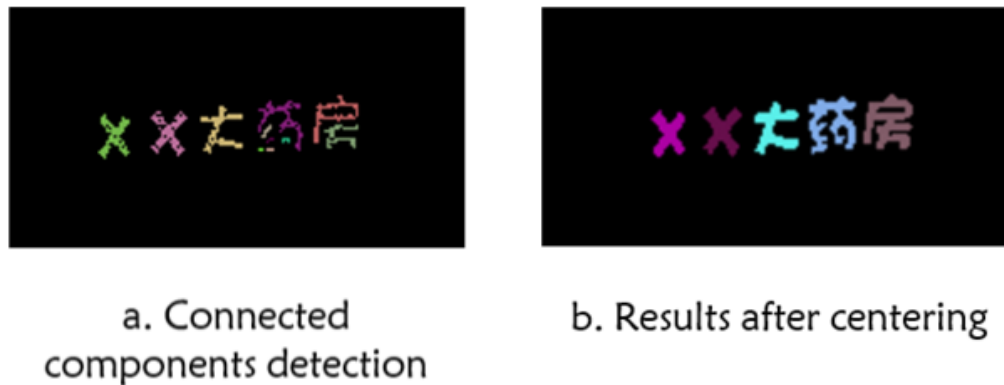 XX大药房
XX大药房
a. Connected
components detection
b. Results after centering